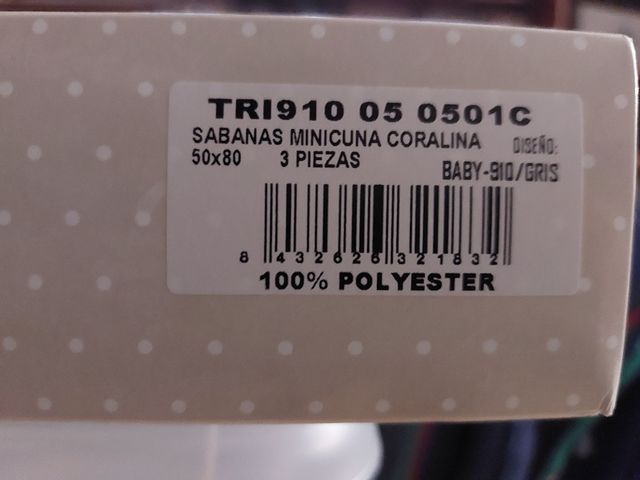 TRI910 05 0501C
SABANAS MINICUNA CORALINA DISEÑO:
50x80 3 PIEZAS BABY-910/GRIS
8 432626 321832
100% POLYESTER